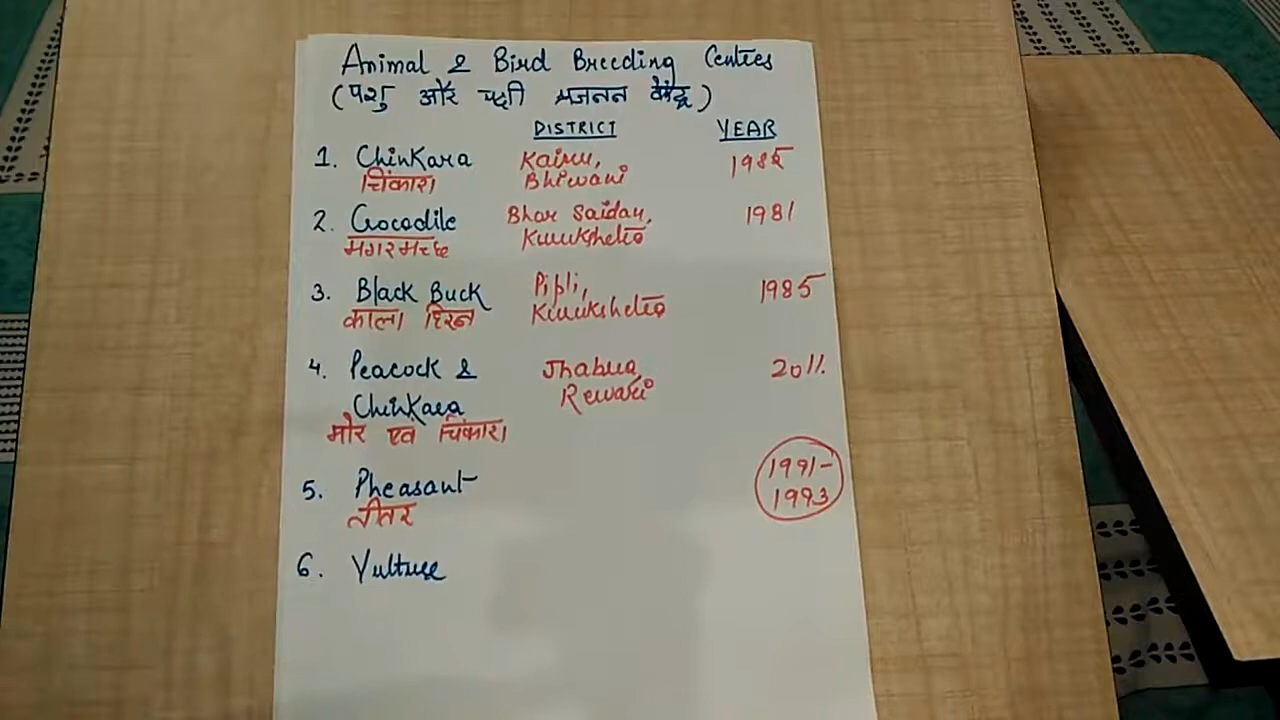 Animal & Bird Breeding Centres
(पशु और पक्षी प्रजनन केन्द्र)
DISTRICT YEAR
1. Chinkara Kairu, 1985
चिंकारा Bhiwani
2. Crocodile Bhor Saidan, 1981
मगरमच्छ Kurukshetra
3. Black Buck Pipli, 1985
काला हिरन Kurukshetra
4. Peacock & Jhabua 2011.
Chinkara Rewari
मोर एवं चिंकारा
5. Pheasant 1991-
तीतर 1993
6. Vulture